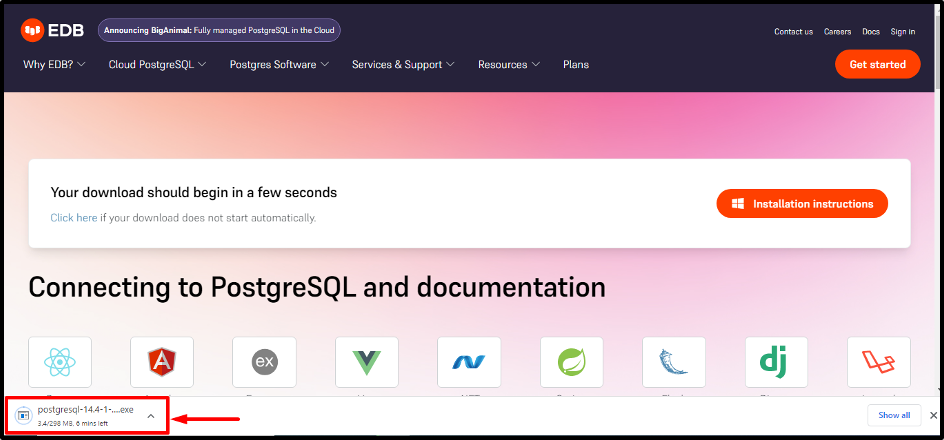 EDB
Announcing BigAnimal: Fully managed PostgreSQL in the Cloud
Contact us Careers Docs Sign in
Why EDB? Cloud PostgreSQL Postgres Software Services & Support Resources Plans Get started
Your download should begin in a few seconds
Click here if your download does not start automatically.
Installation instructions
Connecting to PostgreSQL and documentation
A ex dj
postgresql-14.4-1-....exe
3.4/298 MB, 6 mins left
Show all